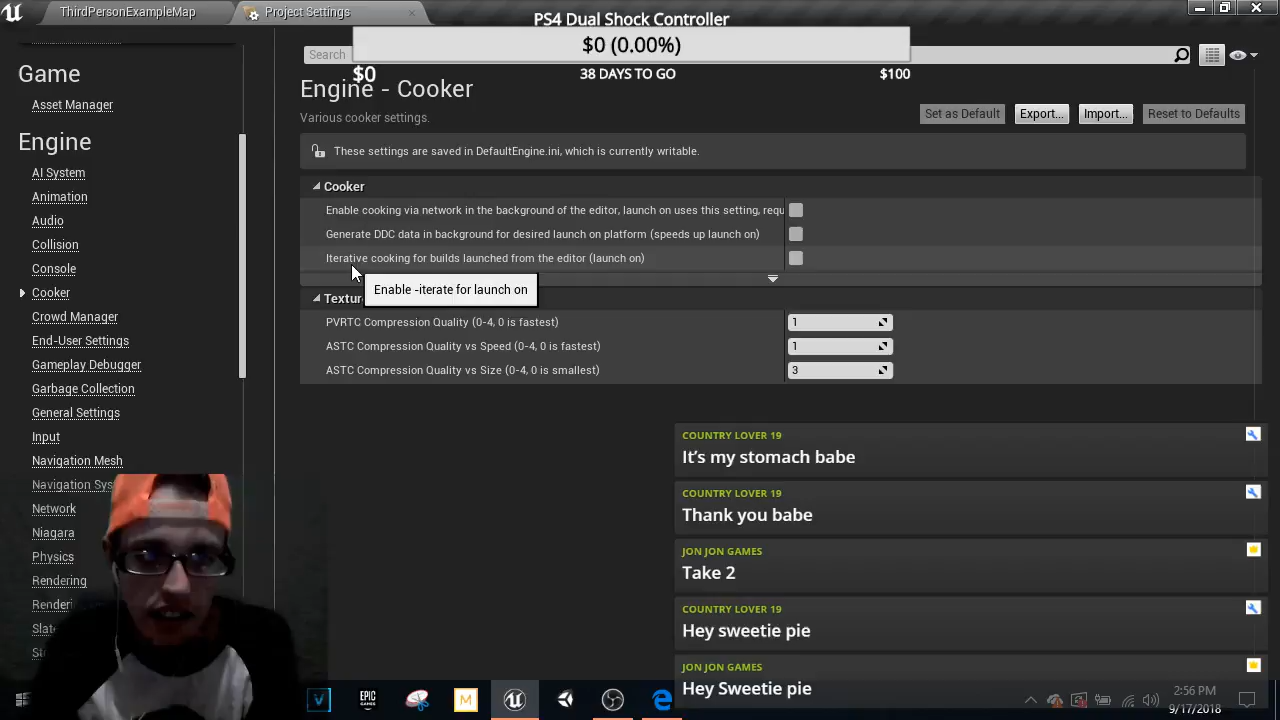 ThirdPersonExampleMap
Project Settings
PS4 Dual Shock Controller
$0 (0.00%)
$0
38 DAYS TO GO
$100
Search
Game
Asset Manager
Engine
AI System
Animation
Audio
Collision
Console
Cooker
Crowd Manager
End-User Settings
Gameplay Debugger
Garbage Collection
General Settings
Input
Navigation Mesh
Navigation Sys
Network
Niagara
Physics
Rendering
Renderi
Slat
Engine - Cooker
Various cooker settings.
Set as Default
Export...
Import...
Reset to Defaults
These settings are saved in DefaultEngine.ini, which is currently writable.
Cooker
Enable cooking via network in the background of the editor, launch on uses this setting, requ
Generate DDC data in background for desired launch on platform (speeds up launch on)
Iterative cooking for builds launched from the editor (launch on)
Enable -iterate for launch on
Textur
PVRTC Compression Quality (0-4, 0 is fastest)
1
ASTC Compression Quality vs Speed (0-4, 0 is fastest)
1
ASTC Compression Quality vs Size (0-4, 0 is smallest)
3
COUNTRY LOVER 19
It's my stomach babe
COUNTRY LOVER 19
Thank you babe
JON JON GAMES
Take 2
COUNTRY LOVER 19
Hey sweetie pie
JON JON GAMES
Hey Sweetie pie
V
EPIC
GAMES
M
2:56 PM
9/17/2018